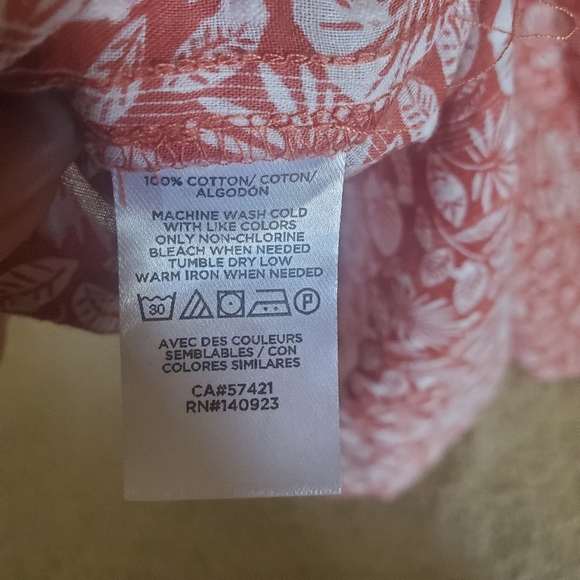 100% COTTON/ COTON/
ALGODÓN
MACHINE WASH COLD
WITH LIKE COLORS
ONLY NON-CHLORINE
BLEACH WHEN NEEDED
TUMBLE DRY LOW
WARM IRON WHEN NEEDED
30 P
AVEC DES COULEURS
SEMBLABLES / CON
COLORES SIMILARES
CA#57421
RN#140923